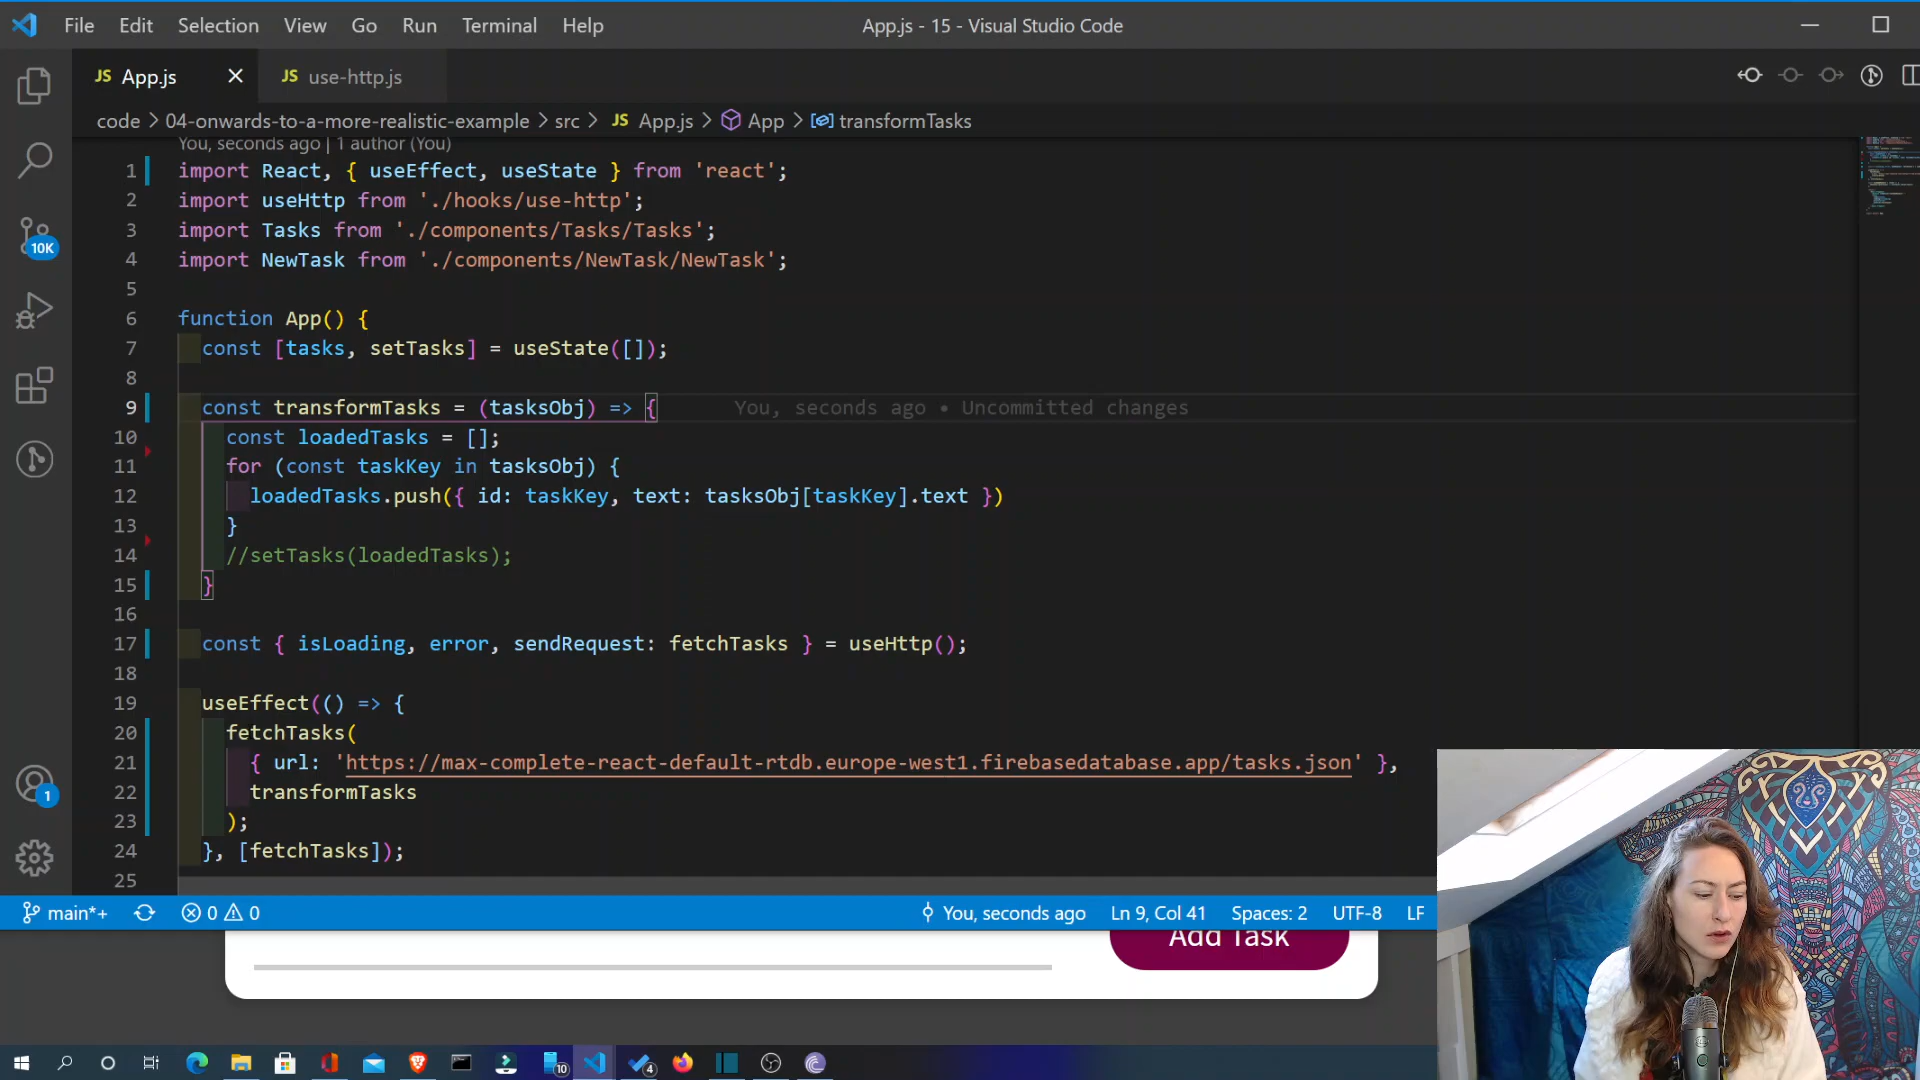 File Edit Selection View Go Run Terminal Help
App.js - 15 - Visual Studio Code
JS App.js
JS use-http.js
code > 04-onwards-to-a-more-realistic-example > src > JS App.js > App > transformTasks
You, seconds ago | 1 author (You)
1 import React, { useEffect, useState } from 'react';
2 import useHttp from './hooks/use-http';
3 import Tasks from './components/Tasks/Tasks';
4 import NewTask from './components/NewTask/NewTask';
5
6 function App() {
7 const [tasks, setTasks] = useState([]);
8
9 const transformTasks = (tasksObj) => { You, seconds ago • Uncommitted changes
10 const loadedTasks = [];
11 for (const taskKey in tasksObj) {
12 loadedTasks.push({ id: taskKey, text: tasksObj[taskKey].text })
13 }
14 //setTasks(loadedTasks);
15 }
16
17 const { isLoading, error, sendRequest: fetchTasks } = useHttp();
18
19 useEffect(() => {
20 fetchTasks(
21 { url: 'https://max-complete-react-default-rtdb.europe-west1.firebasedatabase.app/tasks.json' },
22 transformTasks
23 );
24 }, [fetchTasks]);
25
10K
1
main*+ 0 0 You, seconds ago Ln 9, Col 41 Spaces: 2 UTF-8 LF
Add Task
10
4